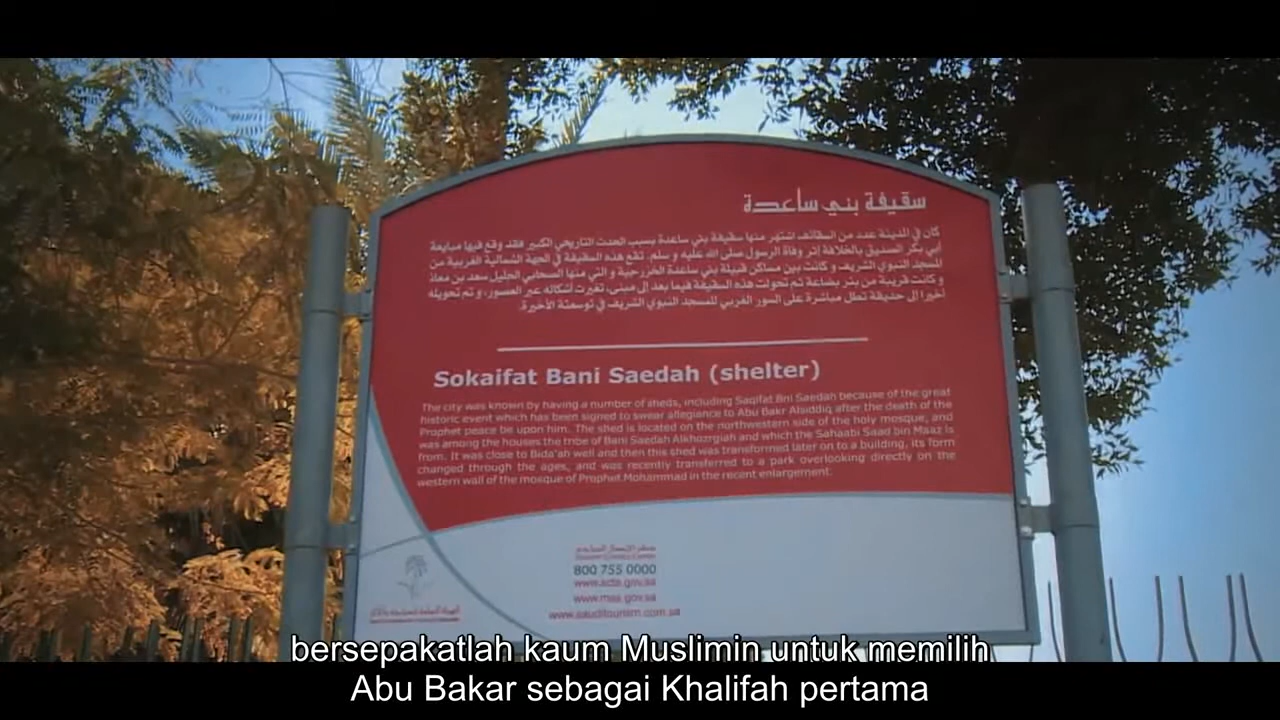 سقيفة بني ساعدة
كان في المدينة عدد من السقائف اشتهر منها سقيفة بني ساعدة بسبب الحدث التاريخي الكبير فقد وقع فيها مبايعة
أبي بكر الصديق بالخلافة إثر وفاة الرسول صلى الله عليه و سلم. تقع هذه السقيفة في الجهة الشمالية الغربية من
المسجد النبوي الشريف و كانت بين مساكن قبيلة بني ساعدة الخزرجية و التي منها الصحابي الجليل سعد بن معاذ
و كانت قريبة من بئر بضاعة ثم تحولت هذه السقيفة فيما بعد إلى مبنى، تغيرت أشكاله عبر العصور، و تم تحويله
أخيرا إلى حديقة تطل مباشرة على السور الغربي للمسجد النبوي الشريف في توسعته الأخيرة.
Sokaifat Bani Saedah (shelter)
The city was known by having a number of sheds, including Saqifat Bni Saedah because of the great
historic event which has been signed to swear allegiance to Abu Bakr Alsiddiq after the death of the
Prophet peace be upon him. The shed is located on the northwestern side of the holy mosque, and
was among the houses the tribe of Bani Saedah Alkhozrgiah and which the Sahaabi Saad bin Maaz is
from. It was close to Bida'ah well and then this shed was transformed later on to a building, its form
changed through the ages, and was recently transferred to a park overlooking directly on the
western wall of the mosque of Prophet Mohammad in the recent enlargement.
800 755 0000
www.scta.gov.sa
www.mas.gov.sa
www.sauditourism.com.sa
bersepakatlah kaum Muslimin untuk memilih
Abu Bakar sebagai Khalifah pertama